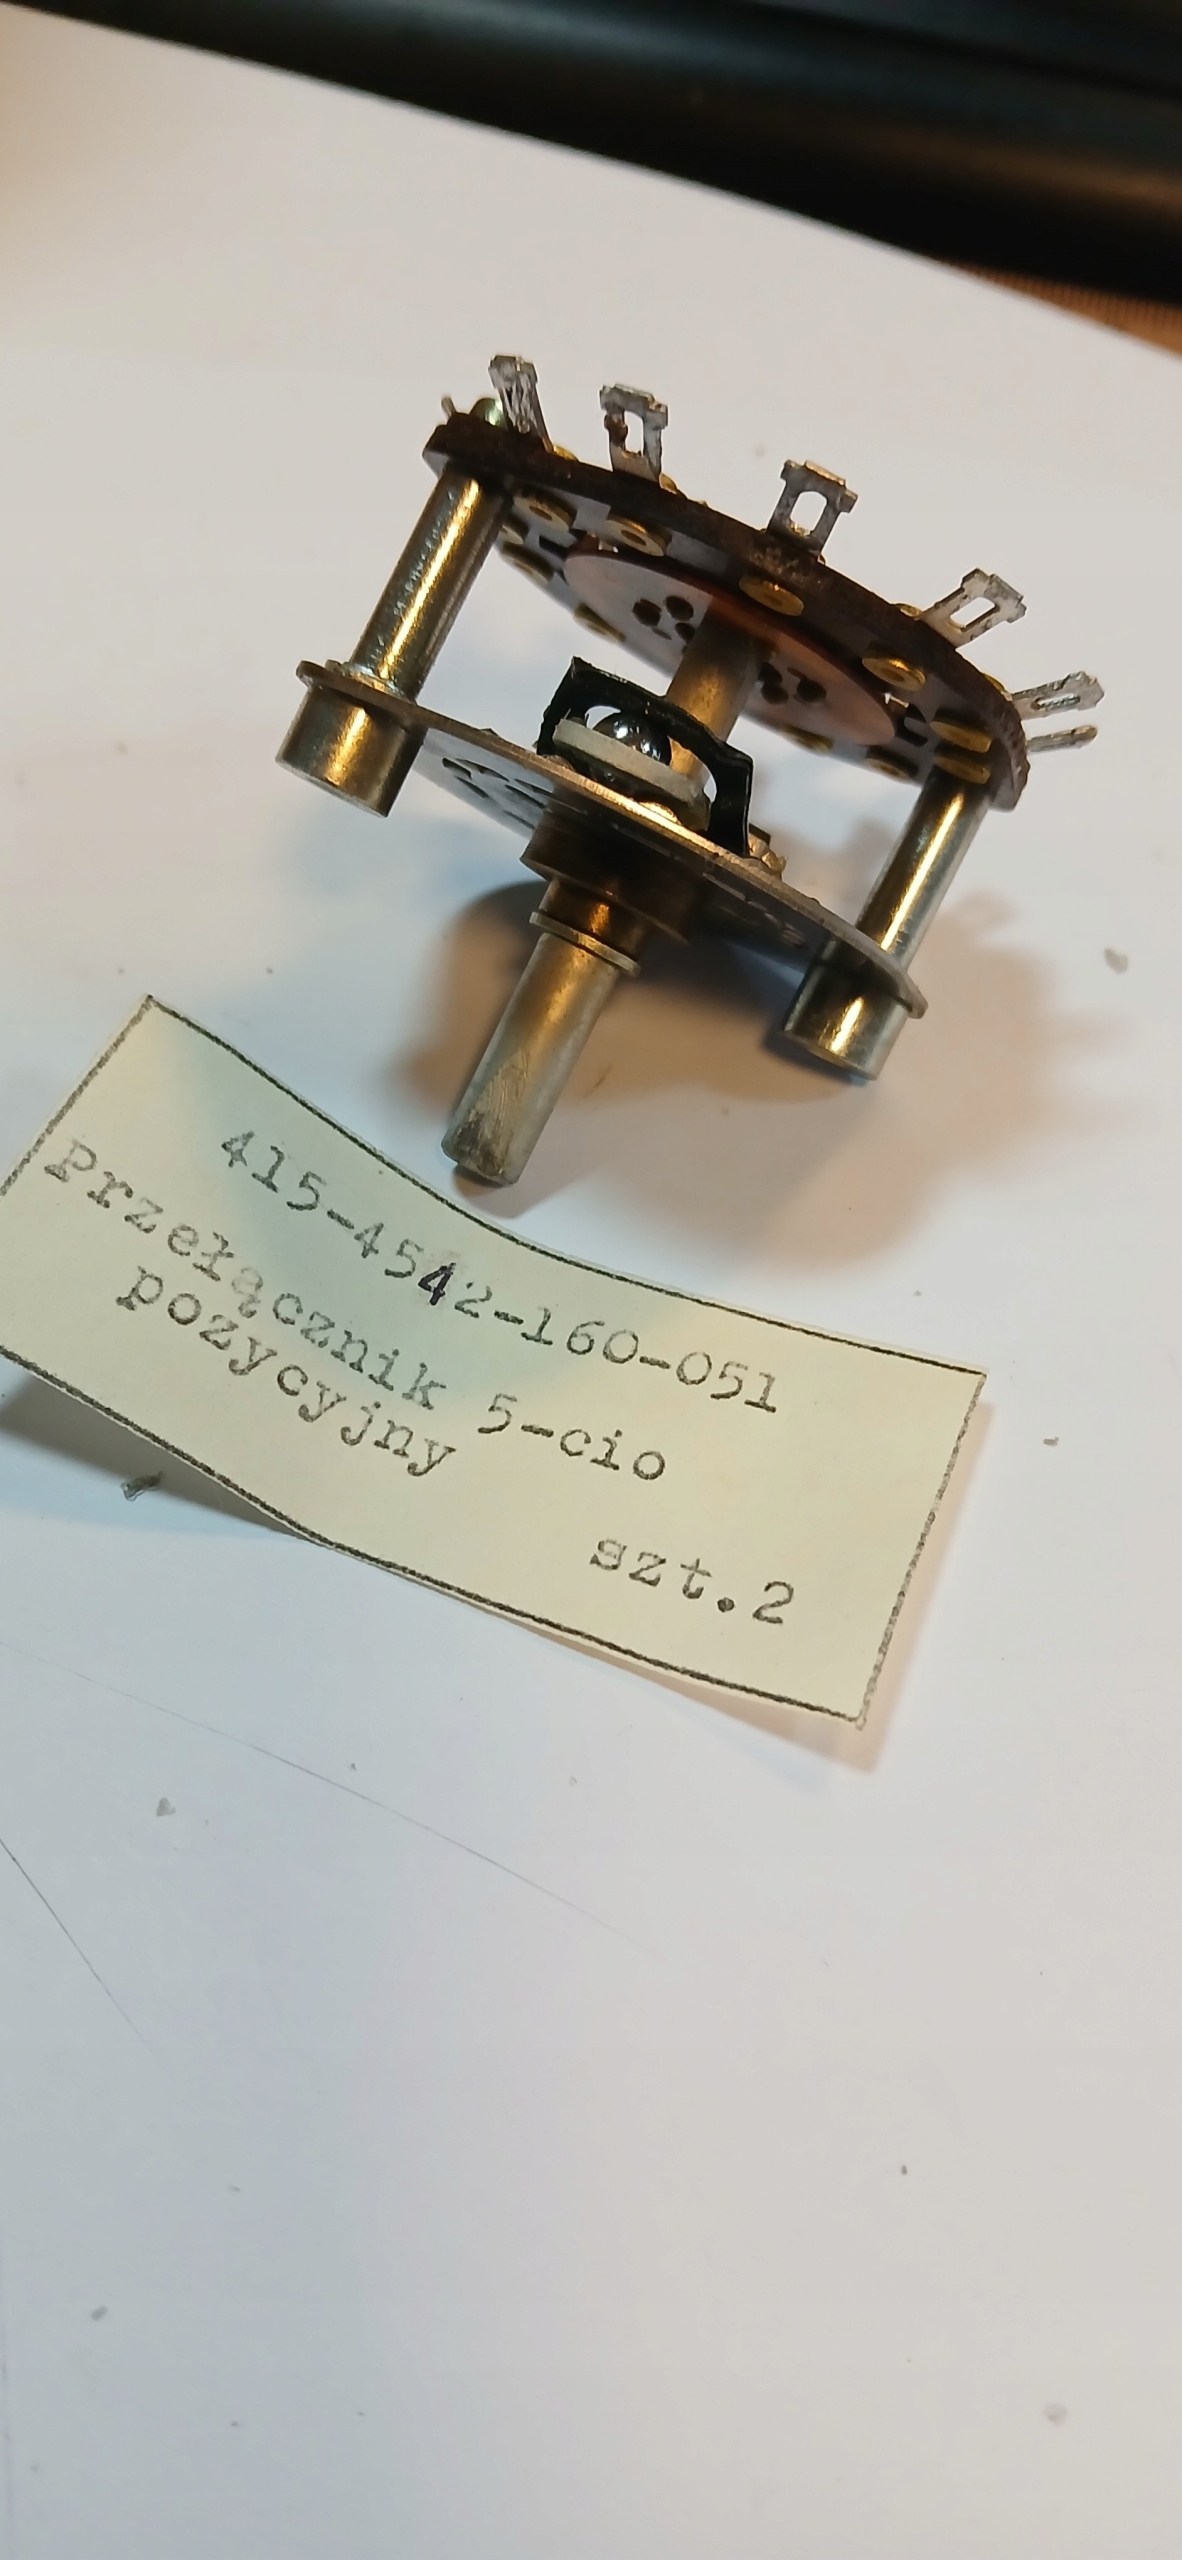 415-4542-160-051
Przełącznik 5-cio
pozycyjny
szt.2